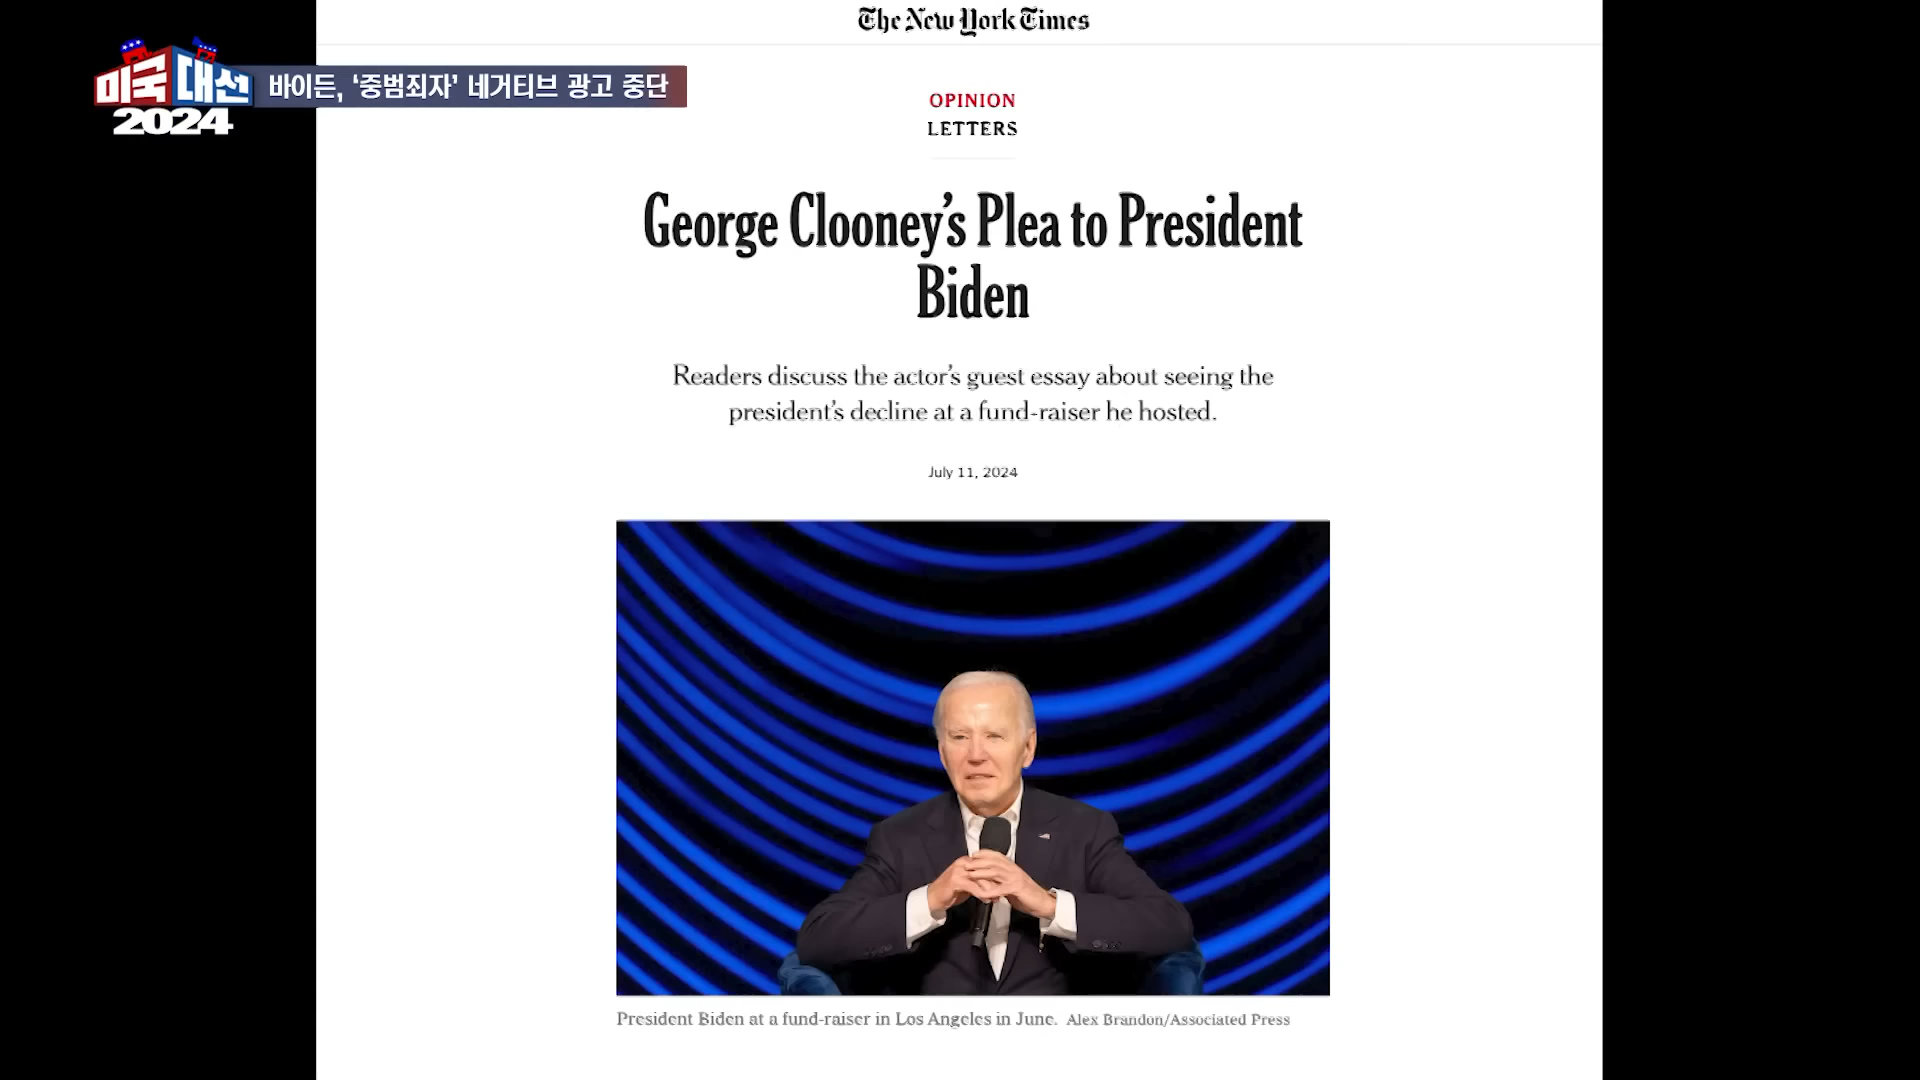 The New York Times
미국 대선
2024
바이든, ‘중범죄자’ 네거티브 광고 중단
OPINION
LETTERS
George Clooney’s Plea to President
Biden
Readers discuss the actor’s guest essay about seeing the
president’s decline at a fund-raiser he hosted.
July 11, 2024
President Biden at a fund-raiser in Los Angeles in June. Alex Brandon/Associated Press